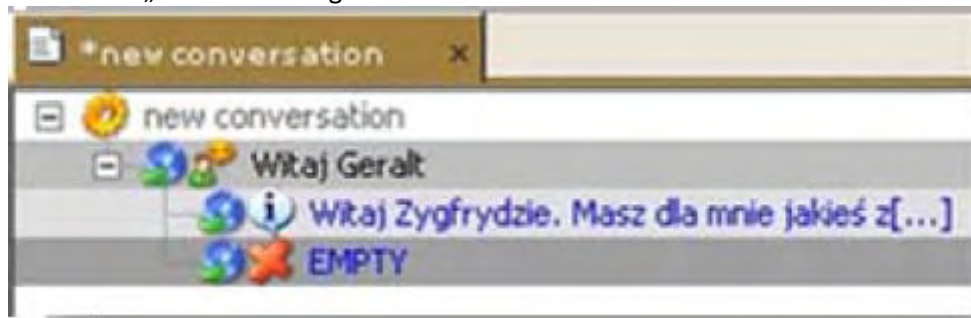 *new conversation ×
new conversation
Witaj Geralt
Witaj Zygfrydzie. Masz dla mnie jakieś z[...]
EMPTY